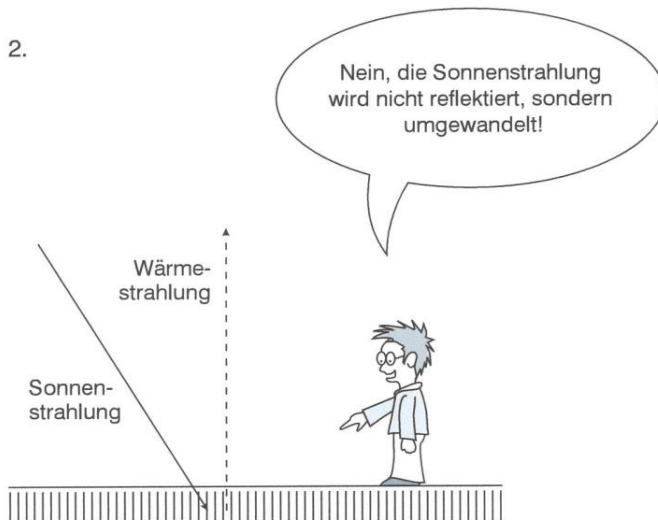 2.
Nein, die Sonnenstrahlung
wird nicht reflektiert, sondern
umgewandelt!
Wärme-
strahlung
Sonnen-
strahlung